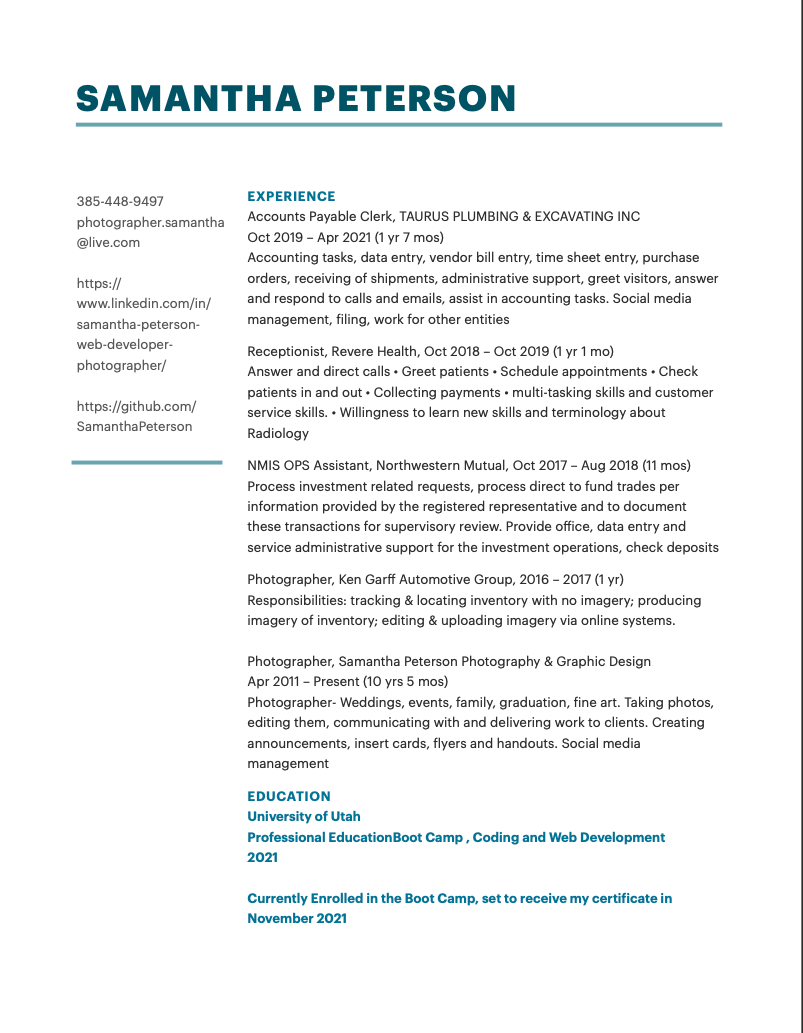 SAMANTHA PETERSON
385-448-9497
photographer.samantha
@live.com
https://
www.linkedin.com/in/
samantha-peterson-
web-developer-
photographer/
https://github.com/
SamanthaPeterson
EXPERIENCE
Accounts Payable Clerk, TAURUS PLUMBING & EXCAVATING INC
Oct 2019 – Apr 2021 (1 yr 7 mos)
Accounting tasks, data entry, vendor bill entry, time sheet entry, purchase
orders, receiving of shipments, administrative support, greet visitors, answer
and respond to calls and emails, assist in accounting tasks. Social media
management, filing, work for other entities
Receptionist, Revere Health, Oct 2018 – Oct 2019 (1 yr 1 mo)
Answer and direct calls • Greet patients • Schedule appointments • Check
patients in and out • Collecting payments • multi-tasking skills and customer
service skills. • Willingness to learn new skills and terminology about
Radiology
NMIS OPS Assistant, Northwestern Mutual, Oct 2017 – Aug 2018 (11 mos)
Process investment related requests, process direct to fund trades per
information provided by the registered representative and to document
these transactions for supervisory review. Provide office, data entry and
service administrative support for the investment operations, check deposits
Photographer, Ken Garff Automotive Group, 2016 – 2017 (1 yr)
Responsibilities: tracking & locating inventory with no imagery; producing
imagery of inventory; editing & uploading imagery via online systems.
Photographer, Samantha Peterson Photography & Graphic Design
Apr 2011 – Present (10 yrs 5 mos)
Photographer- Weddings, events, family, graduation, fine art. Taking photos,
editing them, communicating with and delivering work to clients. Creating
announcements, insert cards, flyers and handouts. Social media
management
EDUCATION
University of Utah
Professional EducationBoot Camp , Coding and Web Development
2021
Currently Enrolled in the Boot Camp, set to receive my certificate in
November 2021